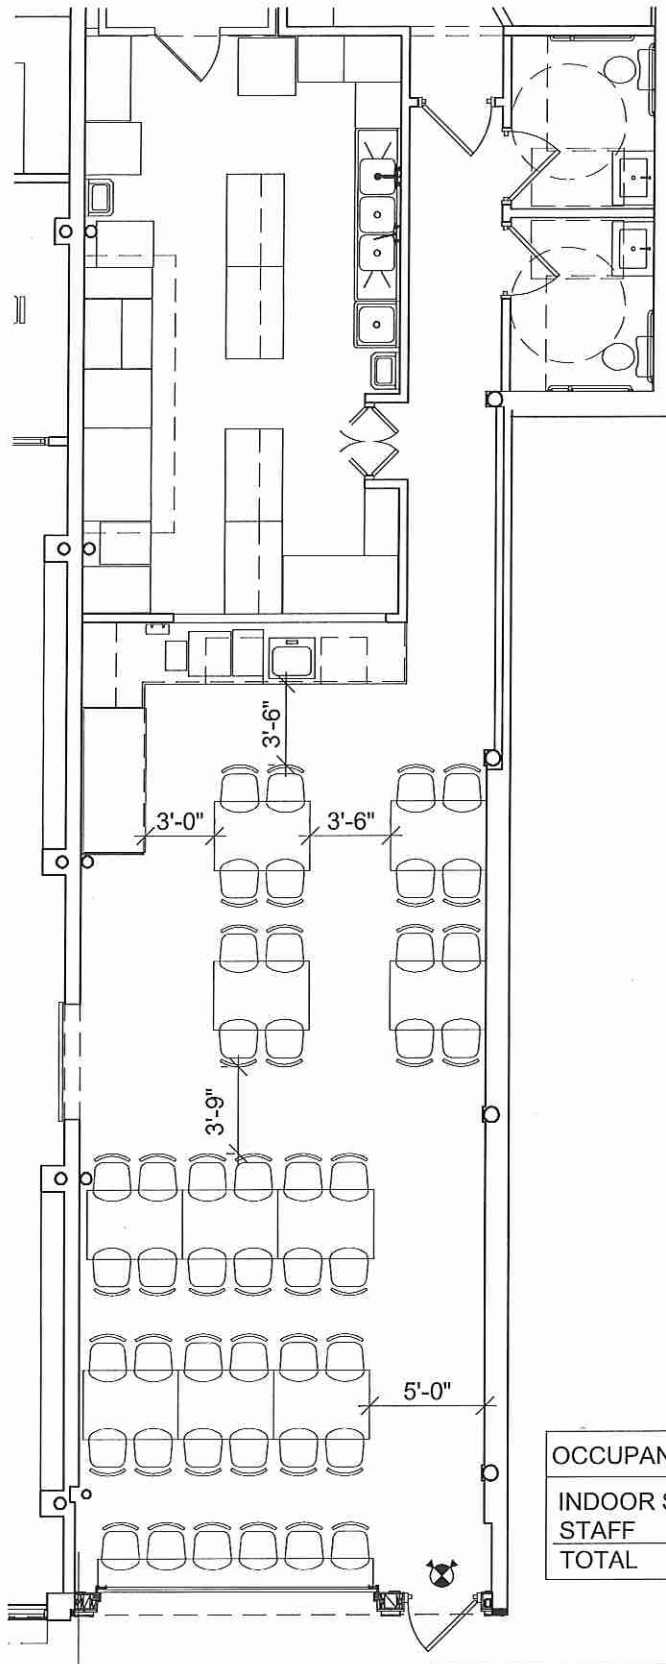 3'-6"
3'-0"
3'-6"
3'-9"
5'-0"
OCCUPAN
INDOOR S
STAFF
TOTAL